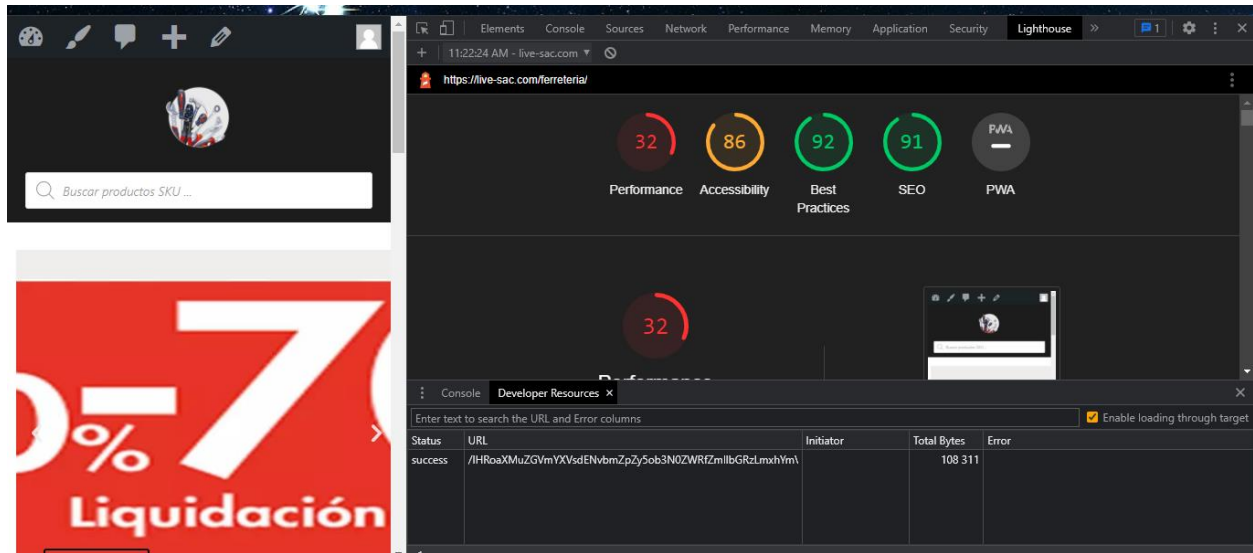 Elements Console Sources Network Performance Memory Application Security Lighthouse » 1
+ 11:22:24 AM - live-sac.com
https://live-sac.com/ferreteria/
Buscar productos SKU ...
32 86 92 91 PWA
Performance Accessibility Best Practices SEO PWA
%-70
Liquidación
32
Performance
Console Developer Resources ×
Enter text to search the URL and Error columns
Enable loading through target
Status URL Initiator Total Bytes Error
success 108 311